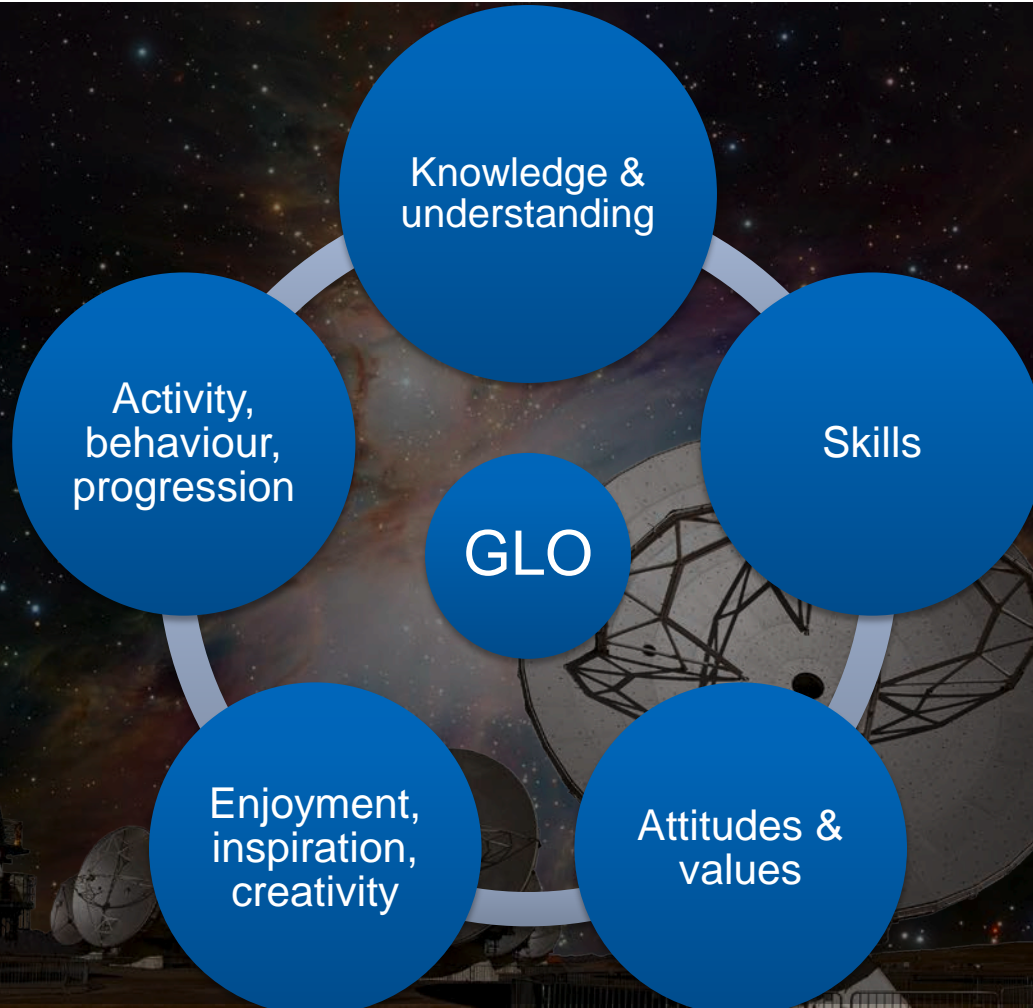 Knowledge &
understanding
Skills
Attitudes &
values
Enjoyment,
inspiration,
creativity
Activity,
behaviour,
progression
GLO